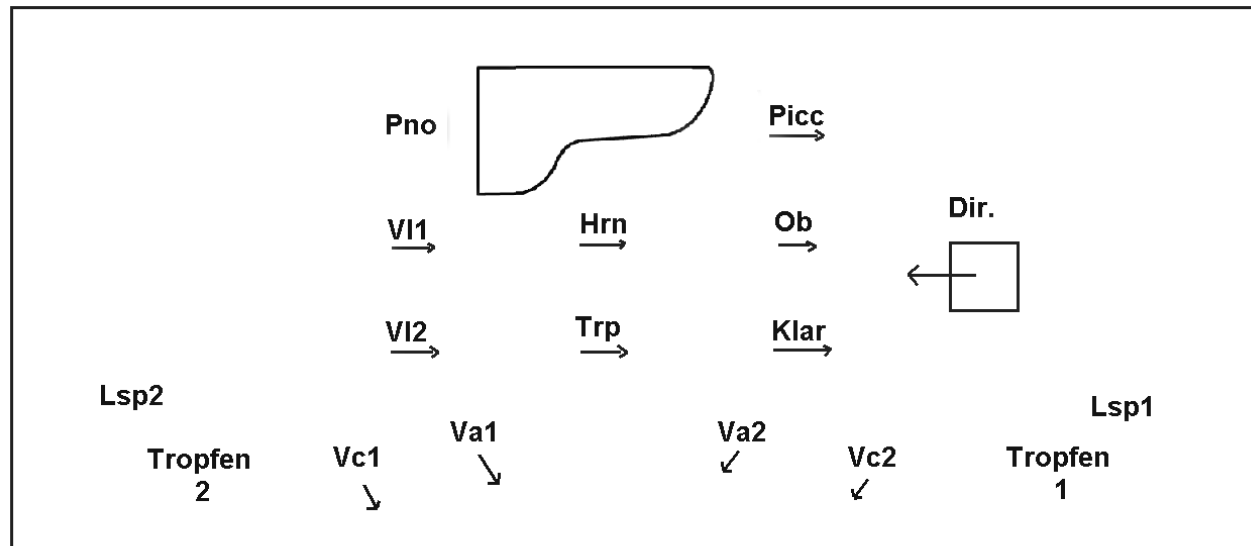 Pno
Picc
Vl1
Hrn
Ob
Dir.
Vl2
Trp
Klar
Lsp2
Lsp1
Va1
Va2
Tropfen
2
Vc1
Vc2
Tropfen
1